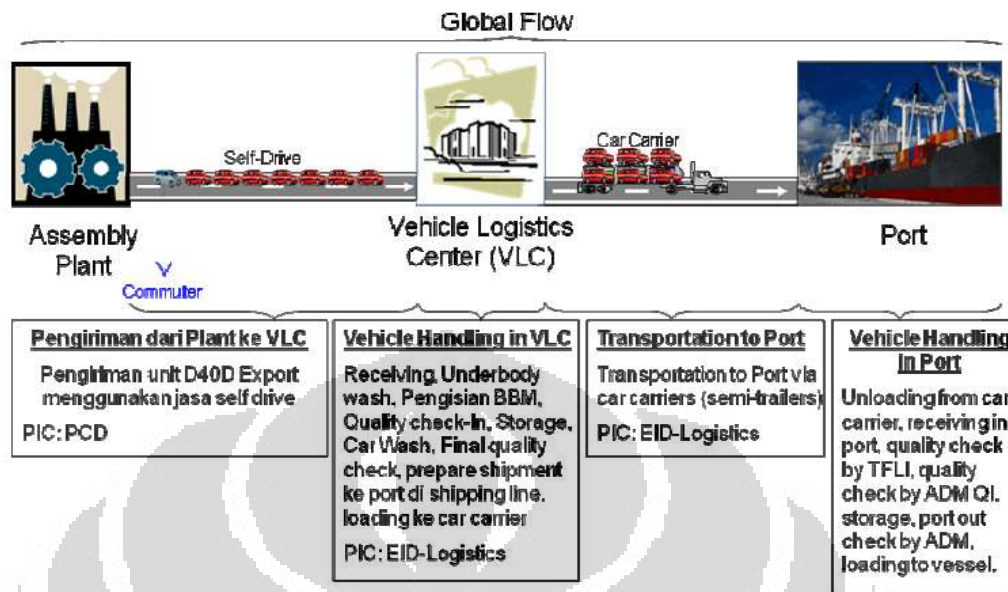 Global Flow
Self-Drive
Car Carrier
Assembly
Plant
Vehicle Logistics
Center (VLC)
Port
Commuter
Pengiriman dari Plant ke VLC
Pengiriman unit D40D Export
menggunakan jasa self drive
PIC: PCD
Vehicle Handling in VLC
Receiving, Underbody
wash, Pengisian BBM,
Quality check-in, Storage,
Car Wash, Final quality
check, prepare shipment
ke port di shipping line,
loading ke car carrier
PIC: EID-Logistics
Transportation to Port
Transportation to Port via
car carriers (semi-trailers)
PIC: EID-Logistics
Vehicle Handling
in Port
Unloading from car
carrier, receiving in
port, quality check
by TFLI, quality
check by ADM QI,
storage, port out
check by ADM,
loading to vessel.